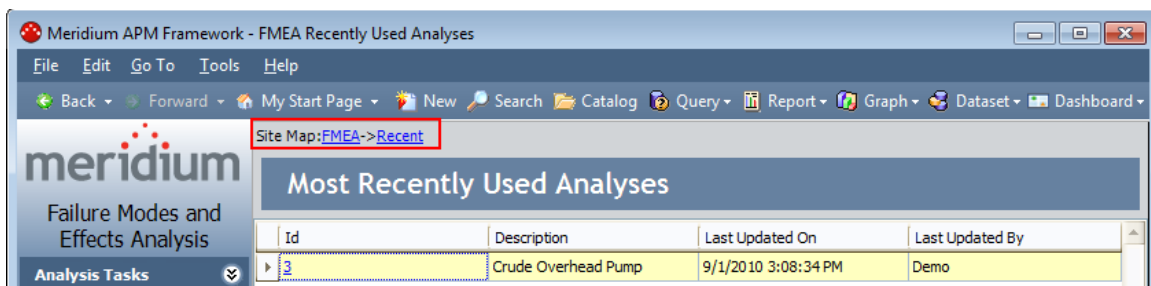 Meridium APM Framework - FMEA Recently Used Analyses
File Edit Go To Tools Help
Back Forward My Start Page New Search Catalog Query Report Graph Dataset Dashboard
Site Map:FMEA->Recent
meridium
Most Recently Used Analyses
Failure Modes and
Effects Analysis
Id Description Last Updated On Last Updated By
Analysis Tasks
3 Crude Overhead Pump 9/1/2010 3:08:34 PM Demo